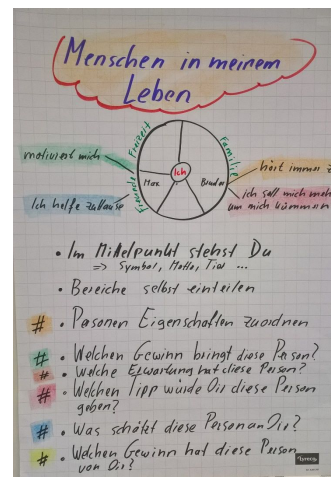 Menschen in meinem
Leben
Freizeit
Familie
motiviert mich
Ich
hört immer z
Max
Bruder
ich soll mich meh
um mich kümmern
Ich helfe zuhause
Freunde
• Im Mittelpunkt stehst Du
=> Symbol, Motto, Tier ...
• Bereiche selbst einteilen
# • Personen Eigenschaften zuordnen
# • Welchen Gewinn bringt diese Person?
# • Welche Erwartung hat diese Person?
# • Welchen Tipp würde Dir diese Person
geben?
# • Was schätzt diese Person an Dir?
# • Welchen Gewinn hat diese Person
von Dir?